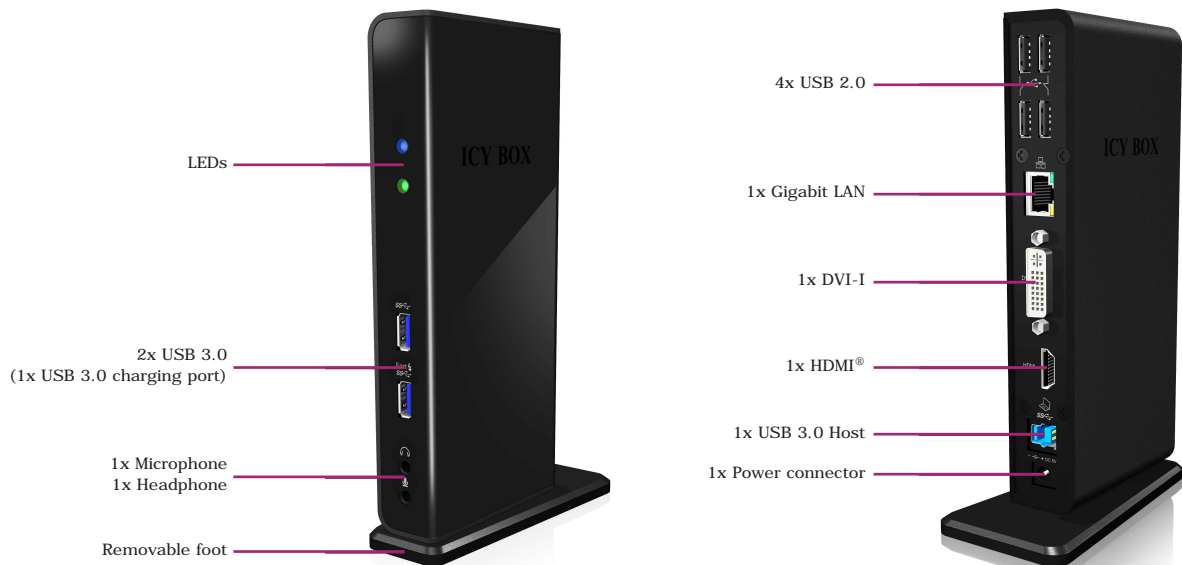 LEDs
ICY BOX
2x USB 3.0
(1x USB 3.0 charging port)
1x Microphone
1x Headphone
Removable foot
4x USB 2.0
1x Gigabit LAN
1x DVI-I
1x HDMI®
1x USB 3.0 Host
1x Power connector
ICY BOX